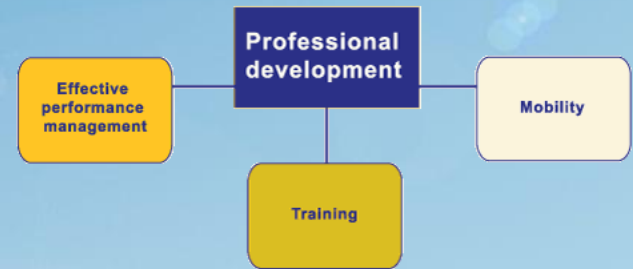 Professional
development
Effective
performance
management
Mobility
Training